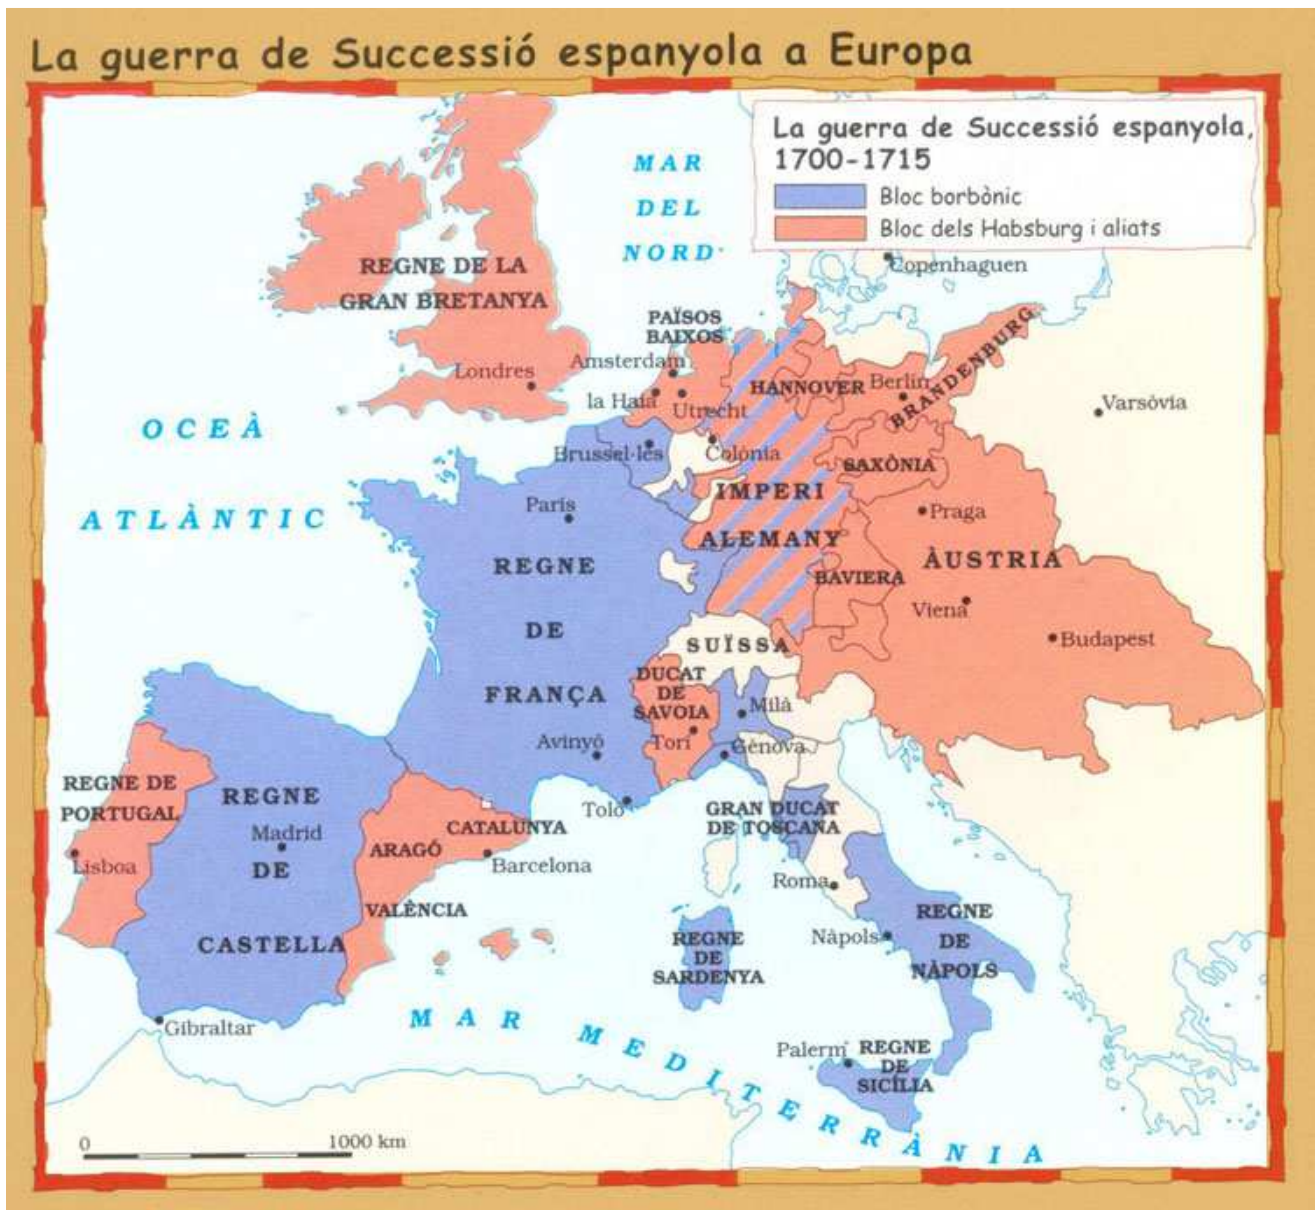 La guerra de Successió espanyola a Europa
La guerra de Successió espanyola,
1700-1715
Bloc borbònic
Bloc dels Habsburg i aliats
MAR
DEL
NORD
Copenhaguen
REGNE DE LA
GRAN BRETANYA
Londres
PAÏSOS
BAIXOS
Amsterdam
la Haia
Utrecht
HANNOVER
Berlín
BRANDENBURG
Varsòvia
OCEÀ
ATLÀNTIC
Brussel·les
Colònia
SAXÒNIA
IMPERI
ALEMANY
París
Praga
REGNE
DE
FRANÇA
BAVIERA
ÀUSTRIA
Viena
Budapest
SUÏSSA
DUCAT
DE
SAVOIA
Milà
Torí
Gènova
Avinyó
Toló
REGNE DE
PORTUGAL
Lisboa
REGNE
Madrid
DE
CASTELLA
CATALUNYA
ARAGÓ
Barcelona
VALÈNCIA
GRAN DUCAT
DE TOSCANA
Roma
REGNE
DE
SARDENYA
Nàpols
REGNE
DE
NÀPOLS
Gibraltar
MAR MEDITERRÀNIA
Palerm
REGNE
DE
SICÍLIA
0 1000 km